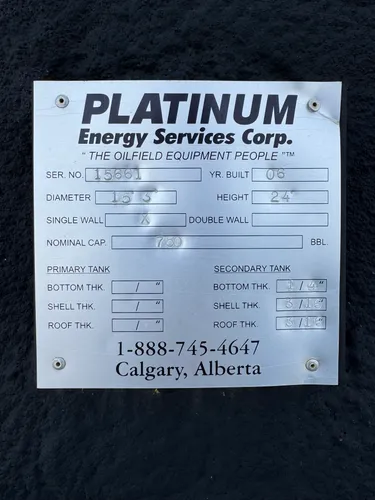 PLATINUM
Energy Services Corp.
" THE OILFIELD EQUIPMENT PEOPLE "™
SER. NO. 15661 YR. BUILT 06
DIAMETER HEIGHT 24'
SINGLE WALL X DOUBLE WALL
NOMINAL CAP. 750 BBL.
PRIMARY TANK SECONDARY TANK
BOTTOM THK. / " BOTTOM THK. 1/4"
SHELL THK. / " SHELL THK.
ROOF THK. / " ROOF THK.
1-888-745-4647
Calgary, Alberta